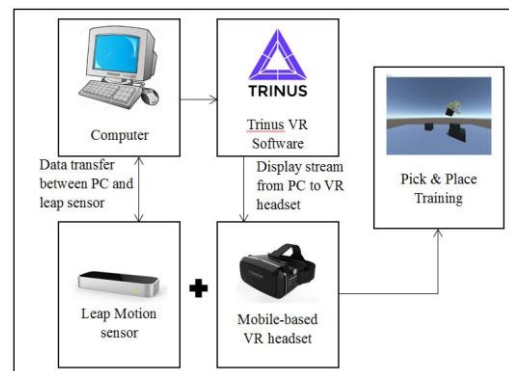 TRINUS
Computer
Trinus VR
Software
Data transfer
between PC and
leap sensor
Display stream
from PC to VR
headset
Pick & Place
Training
Leap Motion
sensor
Mobile-based
VR headset